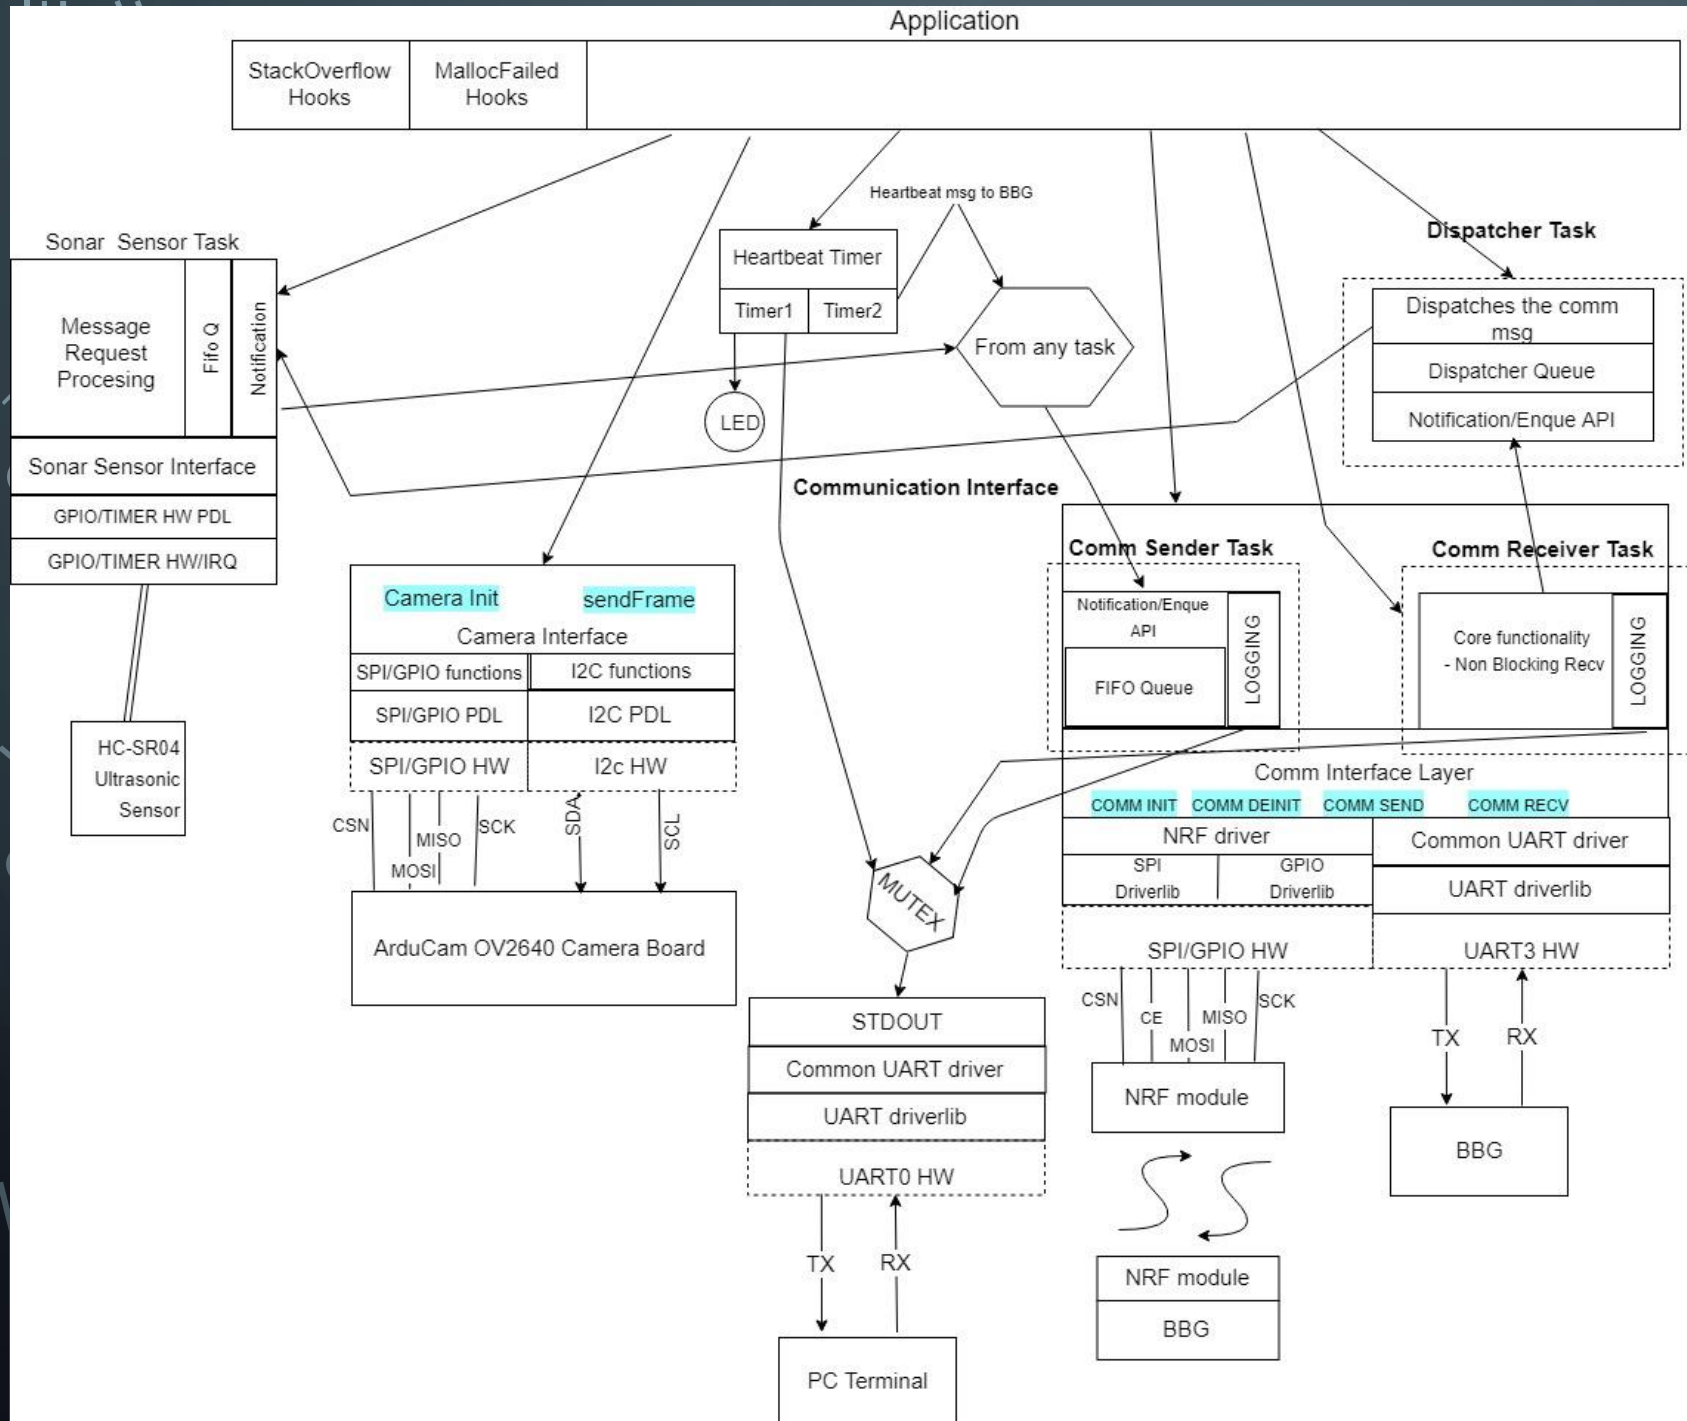 Application
StackOverflow
Hooks
MallocFailed
Hooks
Heartbeat msg to BBG
Sonar Sensor Task
Message
Request
Procesing
Fifo Q
Notification
Sonar Sensor Interface
GPIO/TIMER HW PDL
GPIO/TIMER HW/IRQ
HC-SR04
Ultrasonic
Sensor
Heartbeat Timer
Timer1
Timer2
LED
From any task
Dispatcher Task
Dispatches the comm
msg
Dispatcher Queue
Notification/Enque API
Camera Init
sendFrame
Camera Interface
SPI/GPIO functions
I2C functions
SPI/GPIO PDL
I2C PDL
SPI/GPIO HW
I2c HW
CSN
MOSI
MISO
SCK
SDA
SCL
ArduCam OV2640 Camera Board
Communication Interface
Comm Sender Task
Notification/Enque
API
FIFO Queue
LOGGING
Comm Receiver Task
Core functionality
- Non Blocking Recv
LOGGING
Comm Interface Layer
COMM INIT
COMM DEINIT
COMM SEND
COMM RECV
NRF driver
Common UART driver
SPI
Driverlib
GPIO
Driverlib
UART driverlib
SPI/GPIO HW
UART3 HW
CSN
CE
MOSI
MISO
SCK
TX
RX
NRF module
BBG
NRF module
BBG
MUTEX
STDOUT
Common UART driver
UART driverlib
UART0 HW
TX
RX
PC Terminal